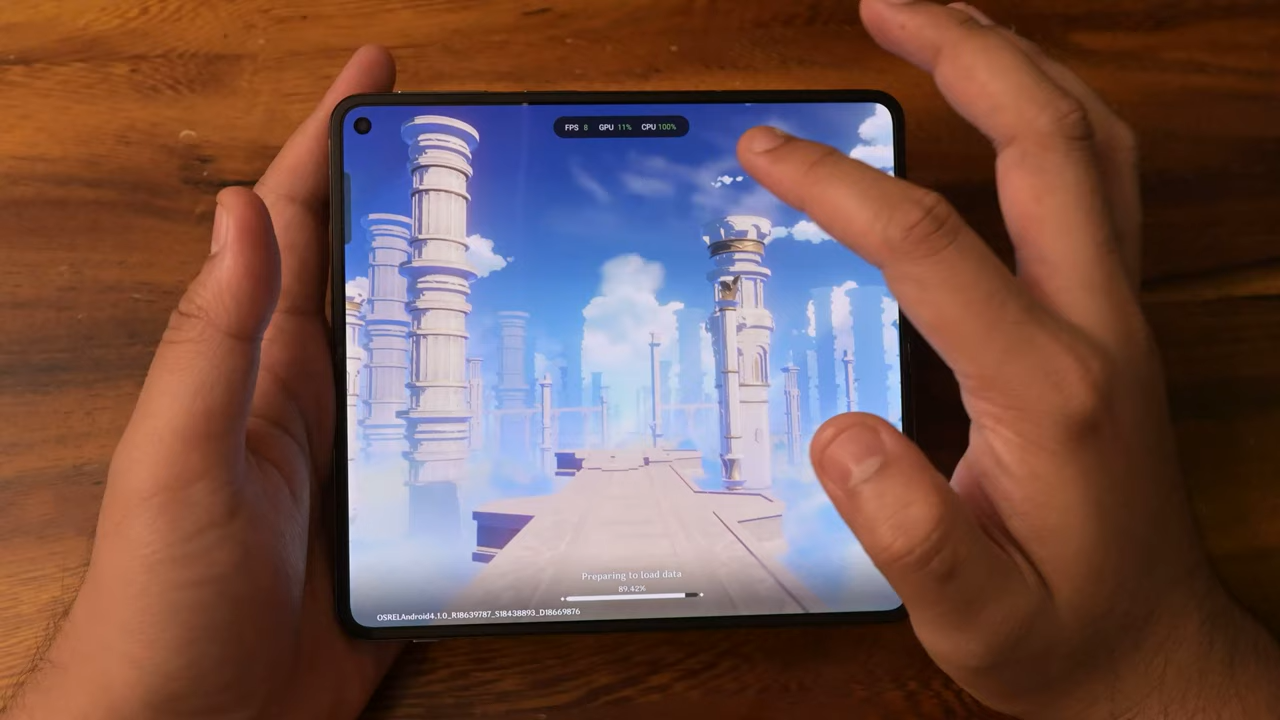 FPS 8 GPU 11% CPU 100%
Preparing to load data
89.42%
OSRELAndroid4.1.0_R18639787_S18438893_D18669876